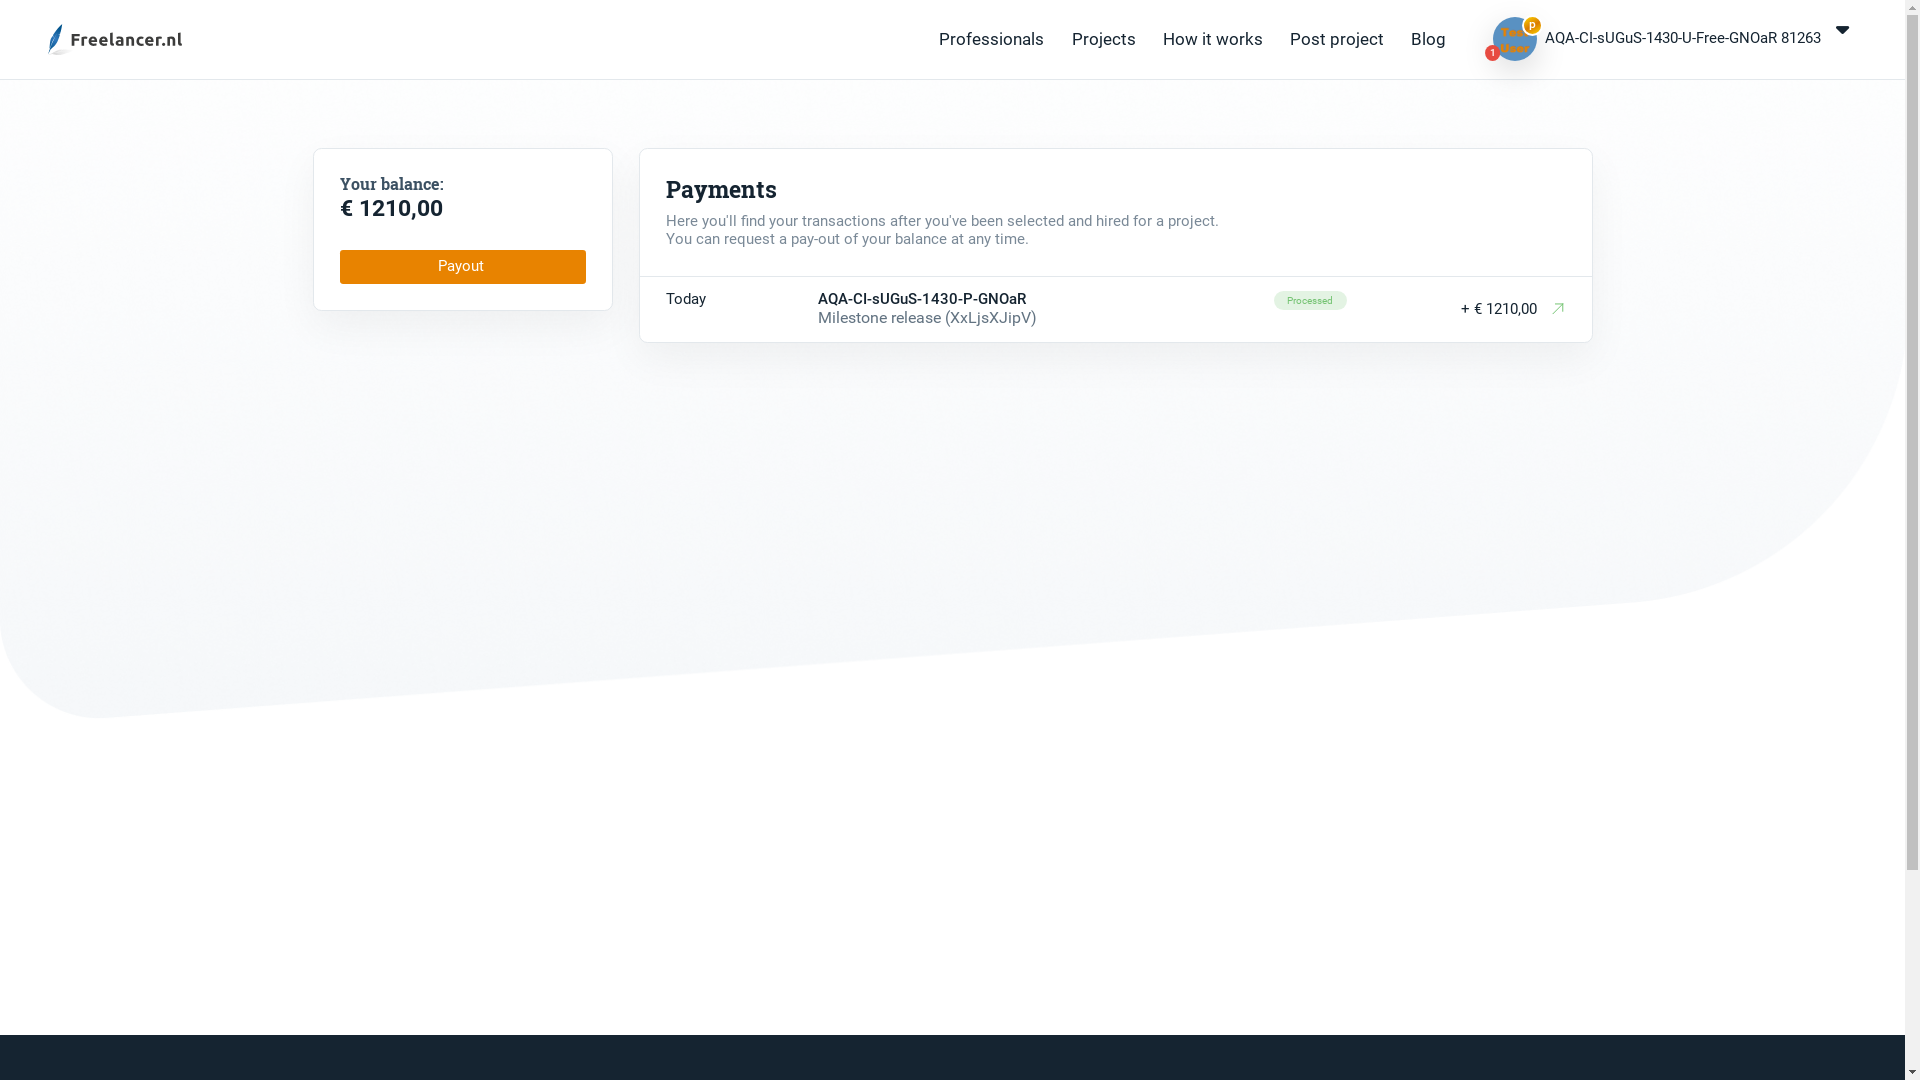 Freelancer.nl
Professionals
Projects
How it works
Post project
Blog
Test
User
P
1
AQA-CI-sUGuS-1430-U-Free-GNOaR 81263
Your balance:
€ 1210,00
Payout
Payments
Here you'll find your transactions after you've been selected and hired for a project.
You can request a pay-out of your balance at any time.
Today
AQA-CI-sUGuS-1430-P-GNOaR
Milestone release (XxLjsXJipV)
Processed
+ € 1210,00